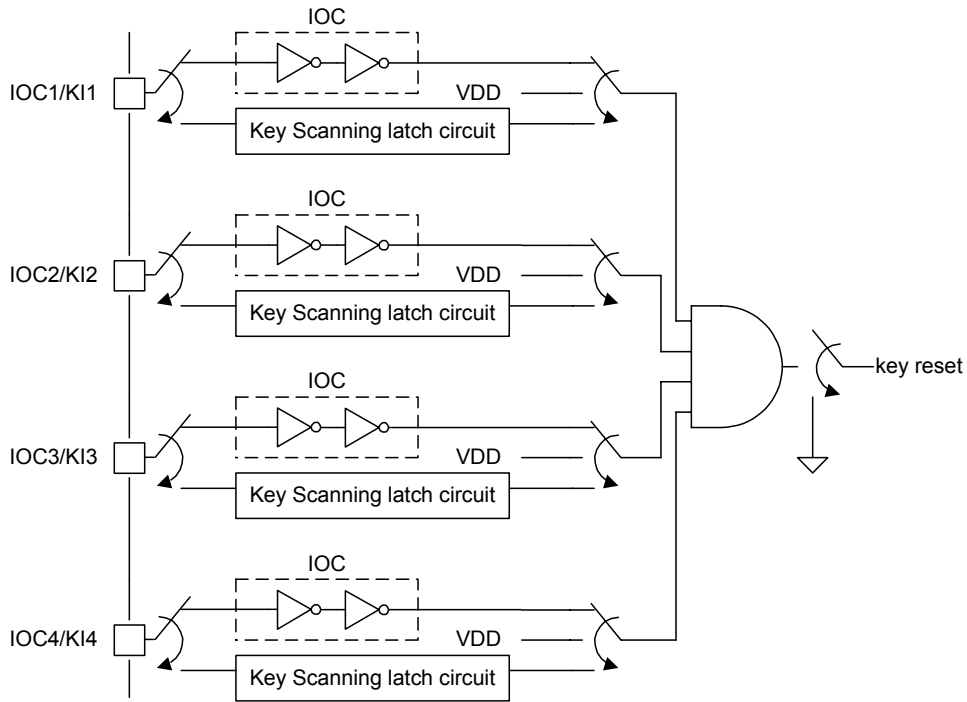 IOC
IOC1/KI1
VDD
Key Scanning latch circuit
IOC
IOC2/KI2
VDD
Key Scanning latch circuit
key reset
IOC
IOC3/KI3
VDD
Key Scanning latch circuit
IOC
IOC4/KI4
VDD
Key Scanning latch circuit